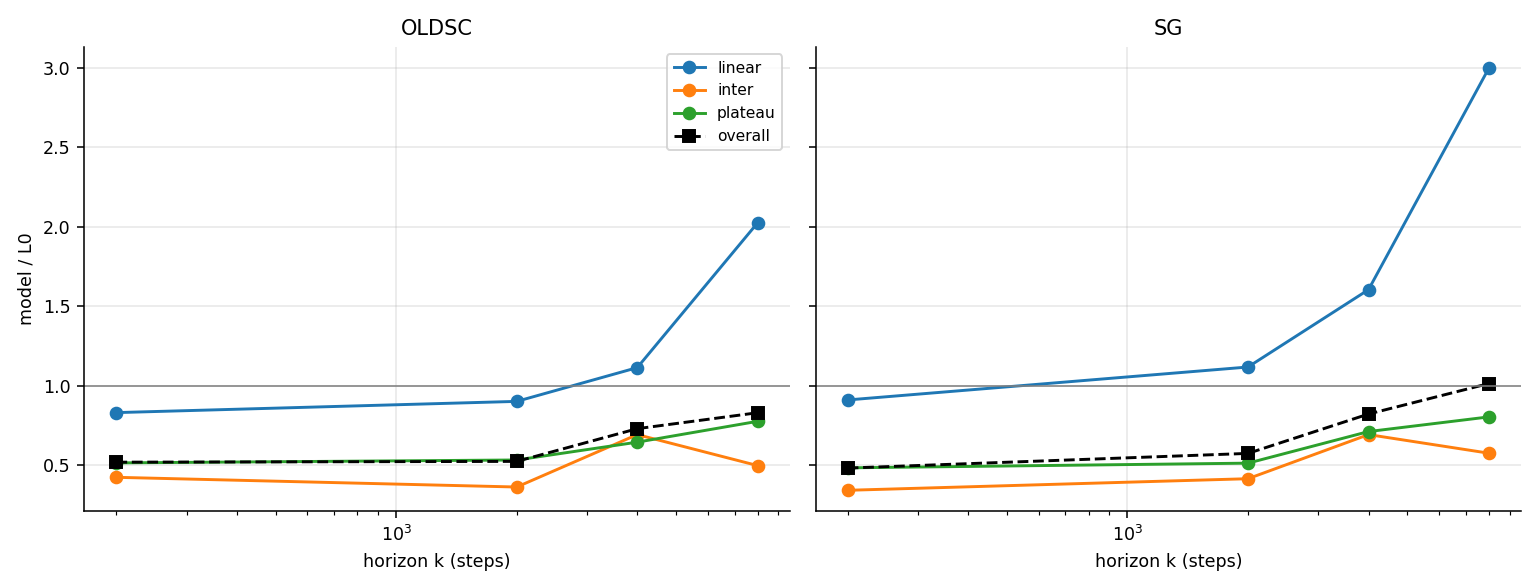 OLDSC
SG
3.0
2.5
2.0
1.5
1.0
0.5
model / L0
linear
inter
plateau
overall
10³
10³
horizon k (steps)
horizon k (steps)